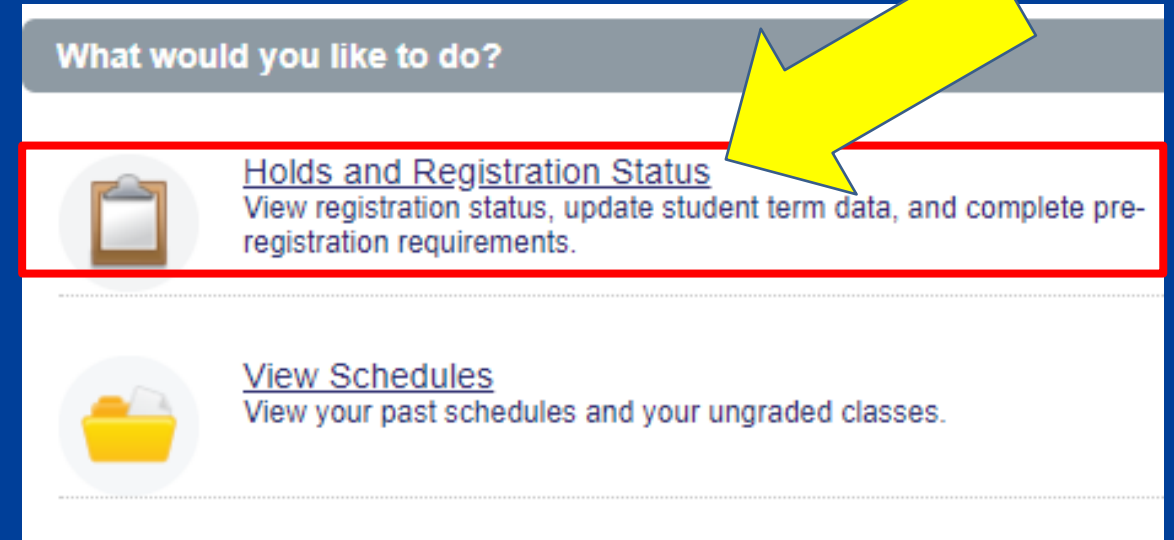 What would you like to do?
Holds and Registration Status
View registration status, update student term data, and complete pre-
registration requirements.
View Schedules
View your past schedules and your ungraded classes.